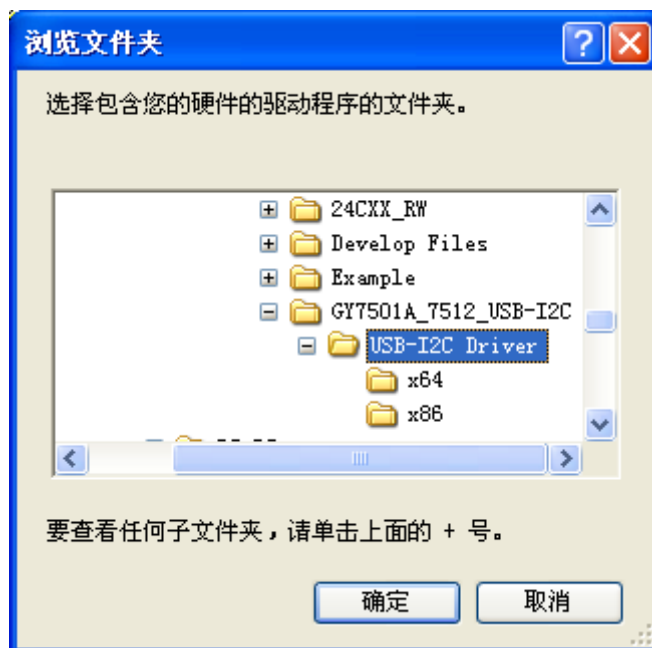 浏览文件夹
选择包含您的硬件的驱动程序的文件夹。
24CXX_RW
Develop Files
Example
GY7501A_7512_USB-I2C
USB-I2C Driver
x64
x86
要查看任何子文件夹，请单击上面的 + 号。
确定 取消